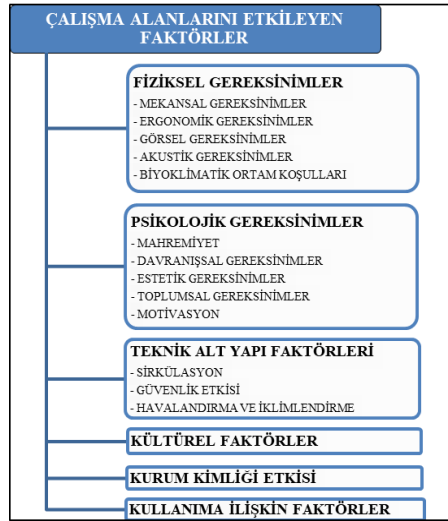 ÇALIŞMA ALANLARINI ETKİLEYEN
FAKTÖRLER
FİZİKSEL GEREKSİNİMLER
- MEKANSAL GEREKSİNİMLER
- ERGONOMİK GEREKSİNİMLER
- GÖRSEL GEREKSİNİMLER
- AKUSTİK GEREKSİNİMLER
- BİYOKLİMATİK ORTAM KOŞULLARI
PSİKOLOJİK GEREKSİNİMLER
- MAHREMİYET
- DAVRANIŞSAL GEREKSİNİMLER
- ESTETİK GEREKSİNİMLER
- TOPLUMSAL GEREKSİNİMLER
- MOTİVASYON
TEKNİK ALT YAPI FAKTÖRLERİ
- SİRKÜLASYON
- GÜVENLİK ETKİSİ
- HAVALANDIRMA VE İKLİMLENDİRME
KÜLTÜREL FAKTÖRLER
KURUM KİMLİĞİ ETKİSİ
KULLANIMA İLİŞKİN FAKTÖRLER